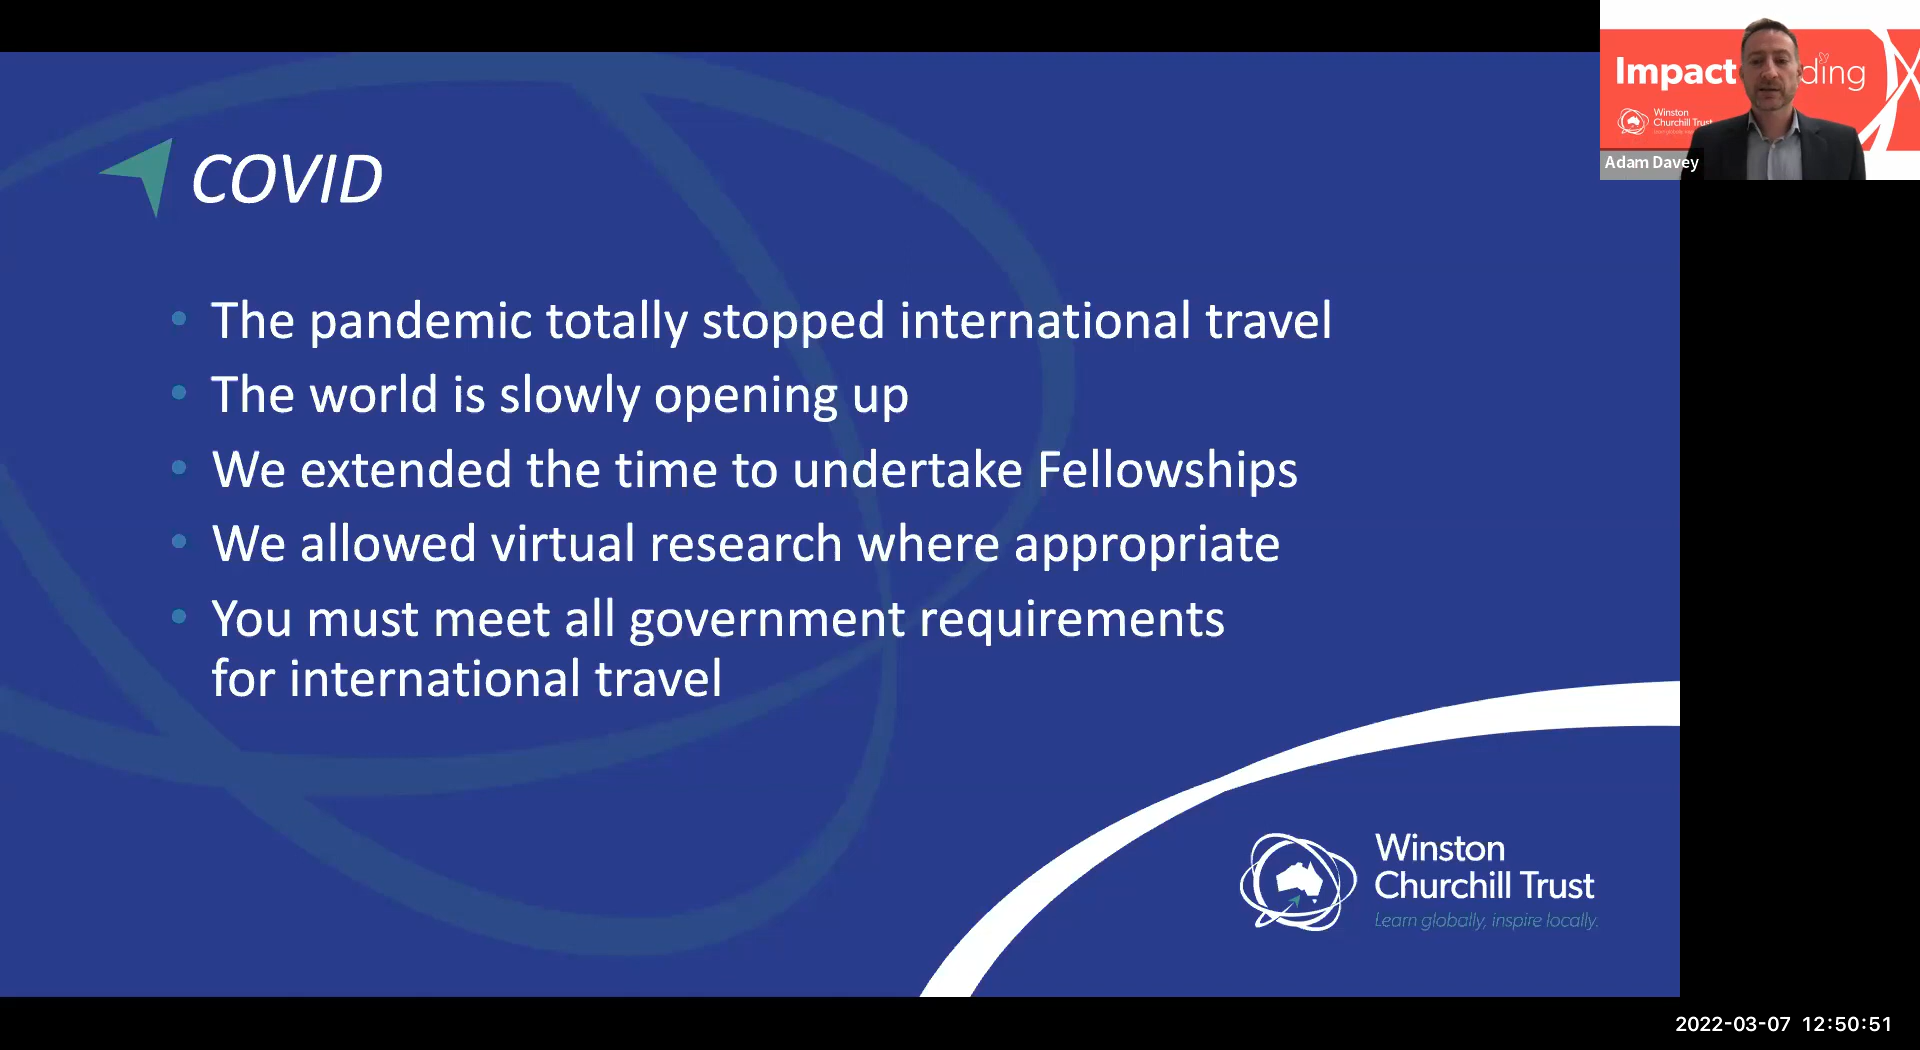 Impact ding
Winston
Churchill Trust
Adam Davey
COVID
• The pandemic totally stopped international travel
• The world is slowly opening up
• We extended the time to undertake Fellowships
• We allowed virtual research where appropriate
• You must meet all government requirements
for international travel
Winston
Churchill Trust
Learn globally, inspire locally.
2022-03-07 12:50:51